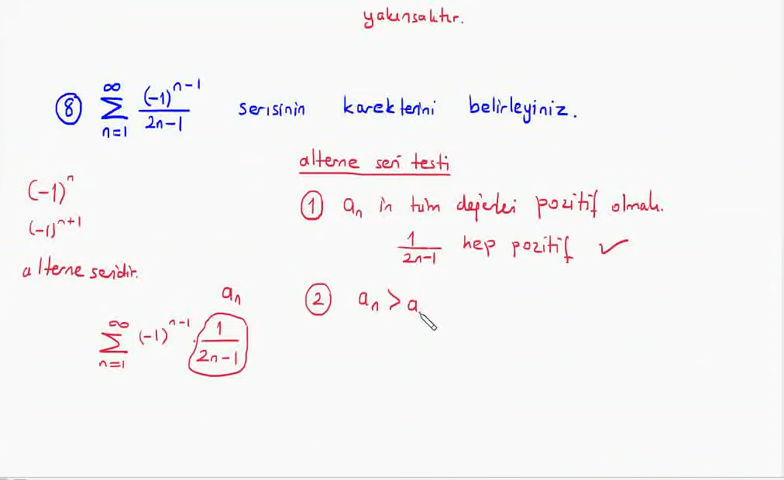 yakınsaktır.
⑧ ∞ ∑ n=1 (-1)^{n-1} / 2n-1 serisinin karekterini belirleyiniz.
alterne seri testi
(-1)^n
① a_n in tüm değerleri pozitif olmalı.
(-1)^{n+1}
1 / 2n-1 hep pozitif ✓
alterne seridir.
a_n
② a_n > a
∞ ∑ n=1 (-1)^{n-1} · 1 / 2n-1